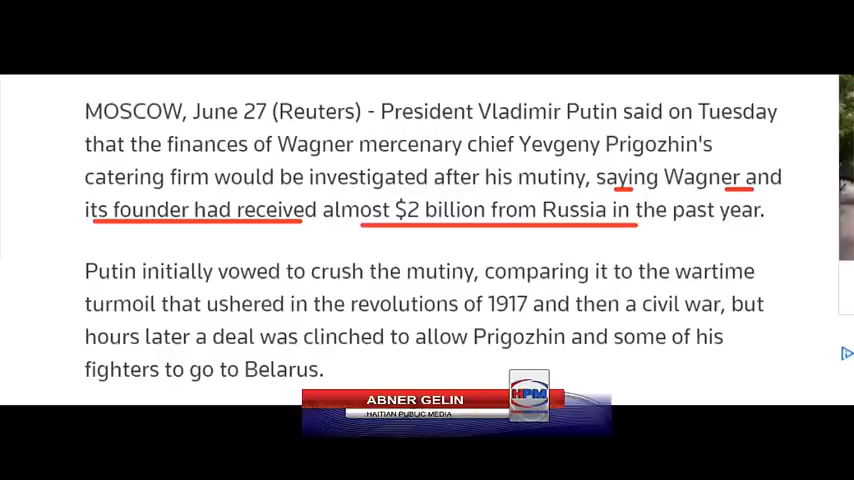 MOSCOW, June 27 (Reuters) - President Vladimir Putin said on Tuesday
that the finances of Wagner mercenary chief Yevgeny Prigozhin's
catering firm would be investigated after his mutiny, saying Wagner and
its founder had received almost $2 billion from Russia in the past year.
Putin initially vowed to crush the mutiny, comparing it to the wartime
turmoil that ushered in the revolutions of 1917 and then a civil war, but
hours later a deal was clinched to allow Prigozhin and some of his
fighters to go to Belarus.
ABNER GELIN
HAITIAN PUBLIC MEDIA
HPM